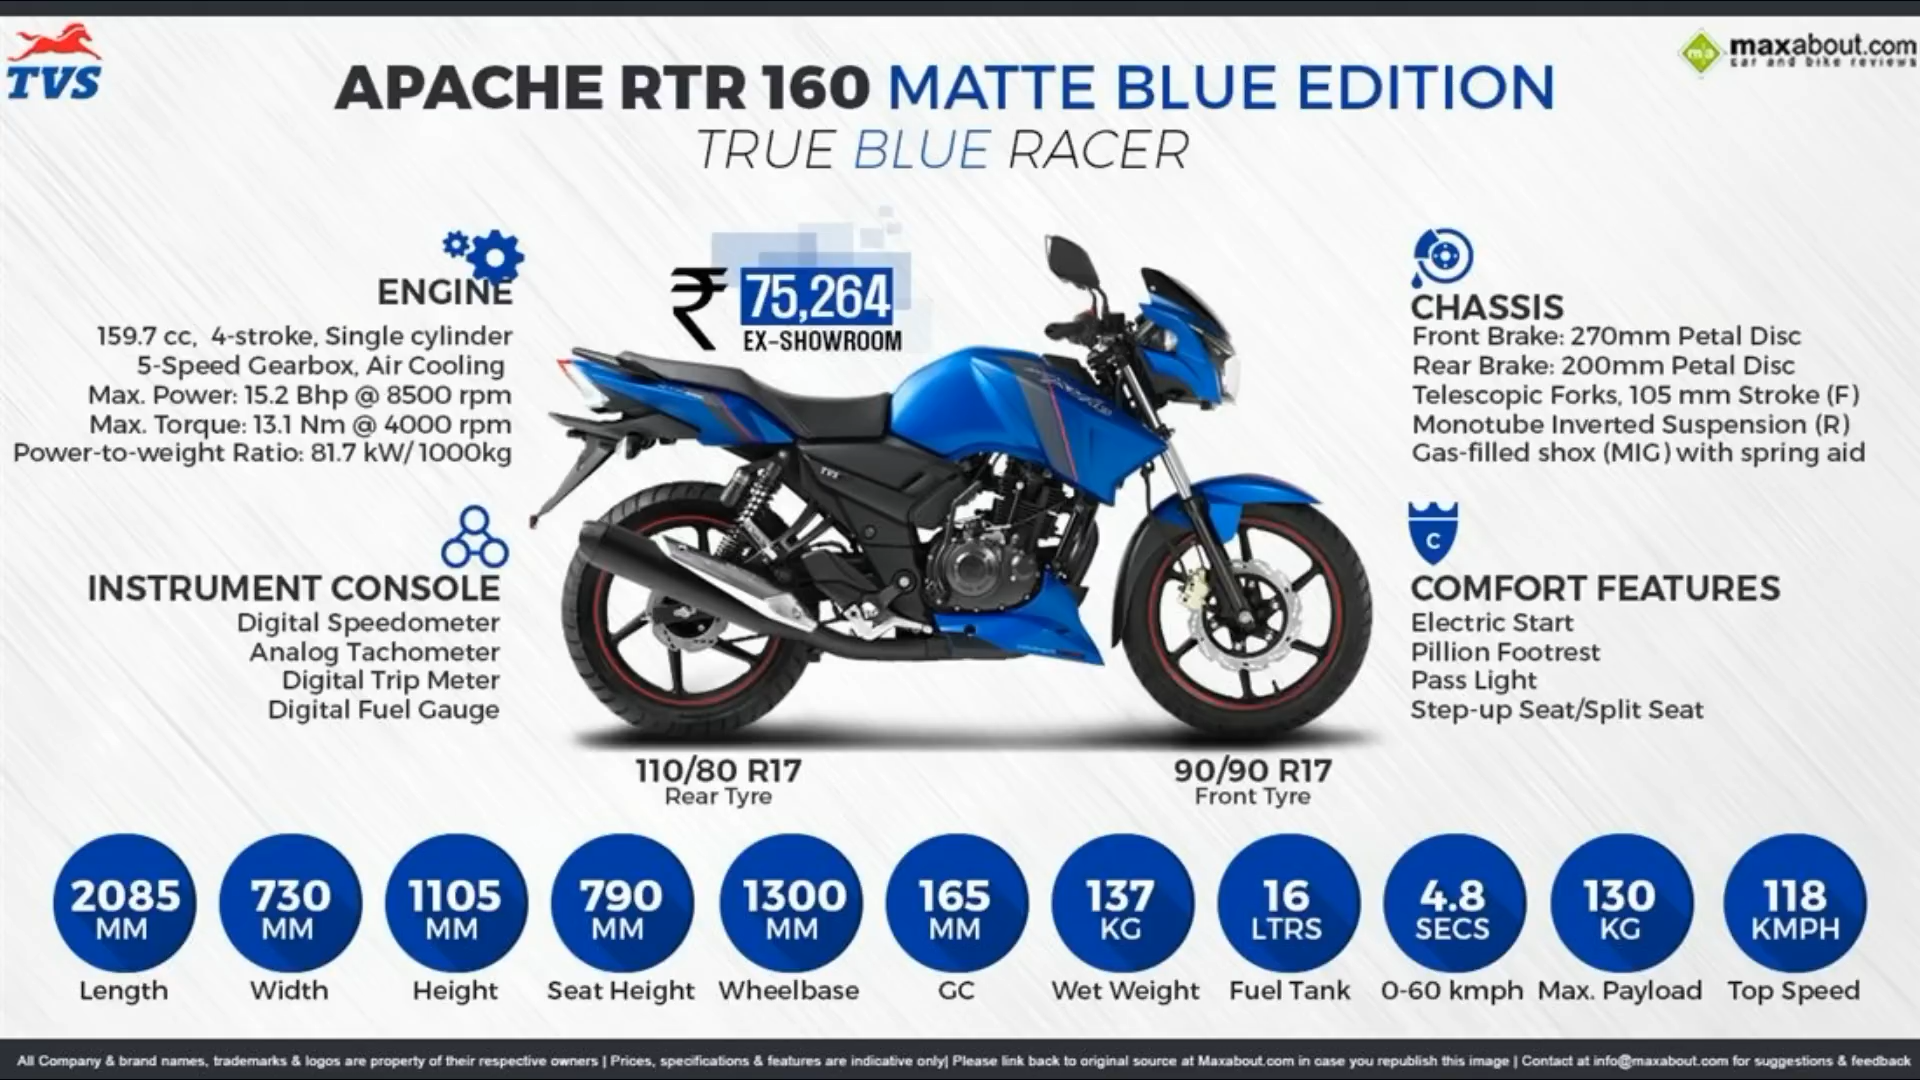 TVS
maxabout.com
car and bike reviews
APACHE RTR 160 MATTE BLUE EDITION
TRUE BLUE RACER
ENGINE
159.7 cc, 4-stroke, Single cylinder
5-Speed Gearbox, Air Cooling
Max. Power: 15.2 Bhp @ 8500 rpm
Max. Torque: 13.1 Nm @ 4000 rpm
Power-to-weight Ratio: 81.7 kW/1000kg
₹ 75,264
EX-SHOWROOM
CHASSIS
Front Brake: 270mm Petal Disc
Rear Brake: 200mm Petal Disc
Telescopic Forks, 105 mm Stroke (F)
Monotube Inverted Suspension (R)
Gas-filled shox (MIG) with spring aid
INSTRUMENT CONSOLE
Digital Speedometer
Analog Tachometer
Digital Trip Meter
Digital Fuel Gauge
TVS
C
COMFORT FEATURES
Electric Start
Pillion Footrest
Pass Light
Step-up Seat/Split Seat
110/80 R17
Rear Tyre
90/90 R17
Front Tyre
2085 MM
Length
730 MM
Width
1105 MM
Height
790 MM
Seat Height
1300 MM
Wheelbase
165 MM
GC
137 KG
Wet Weight
16 LTRS
Fuel Tank
4.8 SECS
0-60 kmph
130 KG
Max. Payload
118 KMPH
Top Speed
All Company & brand names, trademarks & logos are property of their respective owners | Prices, specifications & features are indicative only| Please link back to original source at Maxabout.com in case you republish this image | Contact at info@maxabout.com for suggestions & feedback